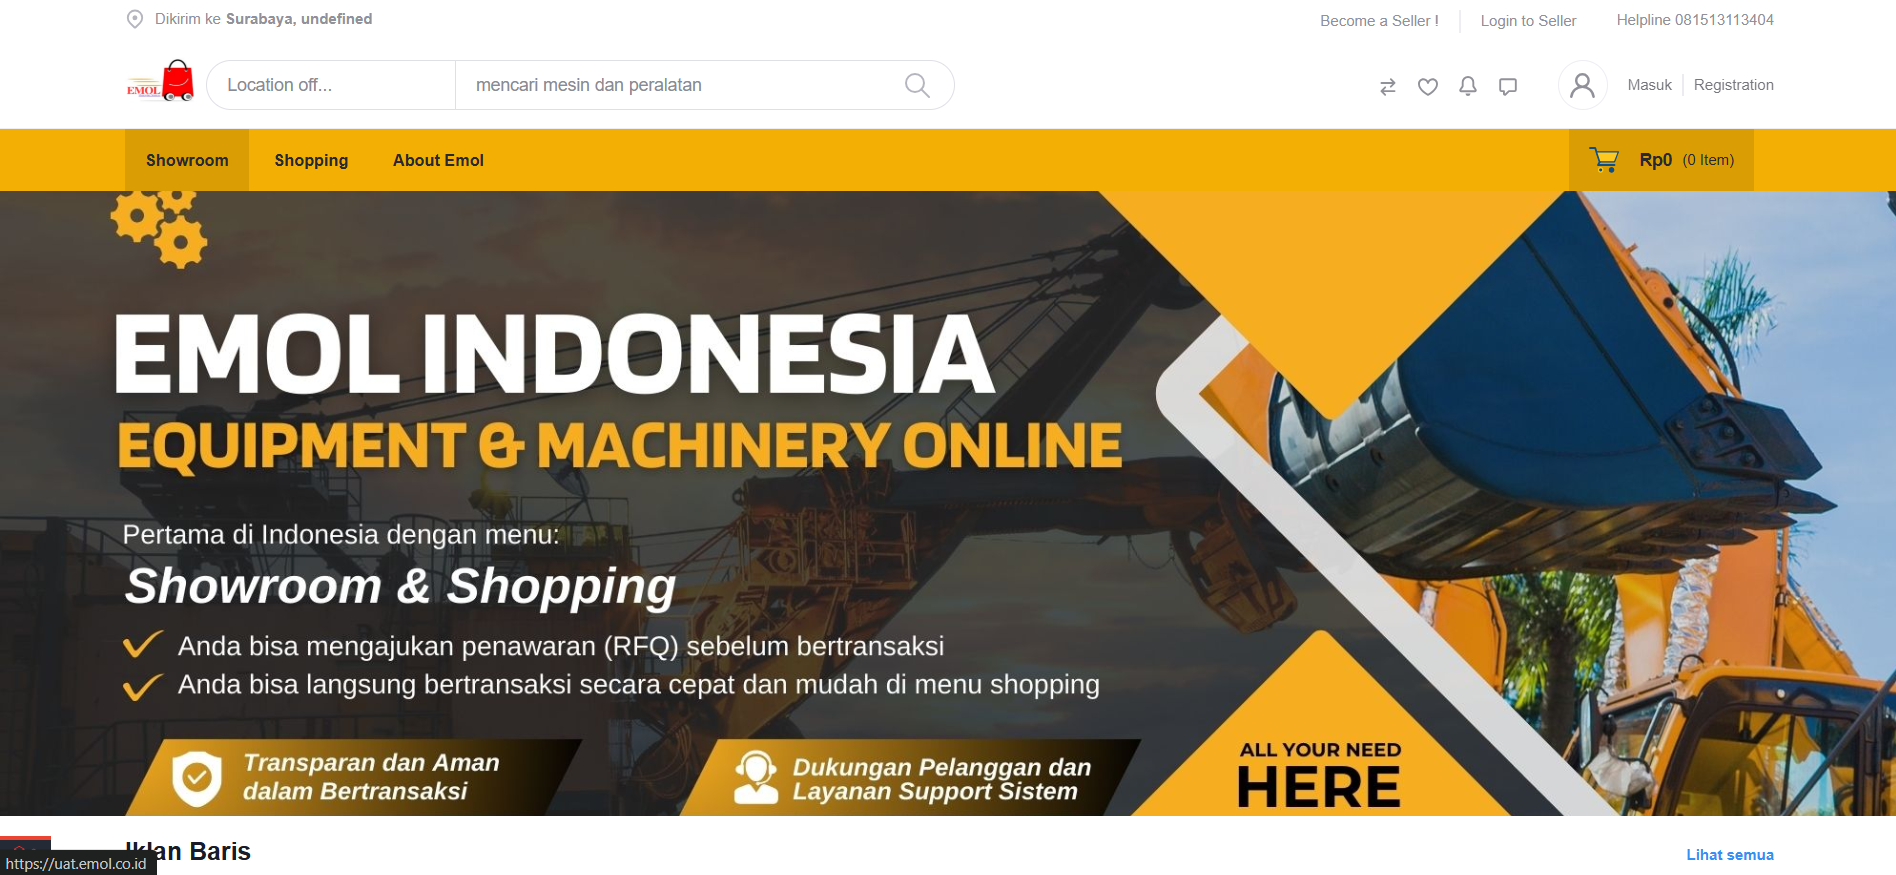 Dikirim ke Surabaya, undefined
Become a Seller !
Login to Seller
Helpline 081513113404
EMOL
Location off...
mencari mesin dan peralatan
Masuk
Registration
Showroom
Shopping
About Emol
Rp0 (0 Item)
EMOL INDONESIA
EQUIPMENT & MACHINERY ONLINE
Pertama di Indonesia dengan menu:
Showroom & Shopping
Anda bisa mengajukan penawaran (RFQ) sebelum bertransaksi
Anda bisa langsung bertransaksi secara cepat dan mudah di menu shopping
Transparan dan Aman
dalam Bertransaksi
Dukungan Pelanggan dan
Layanan Support Sistem
ALL YOUR NEED
HERE
Iklan Baris
Lihat semua
https://uat.emol.co.id